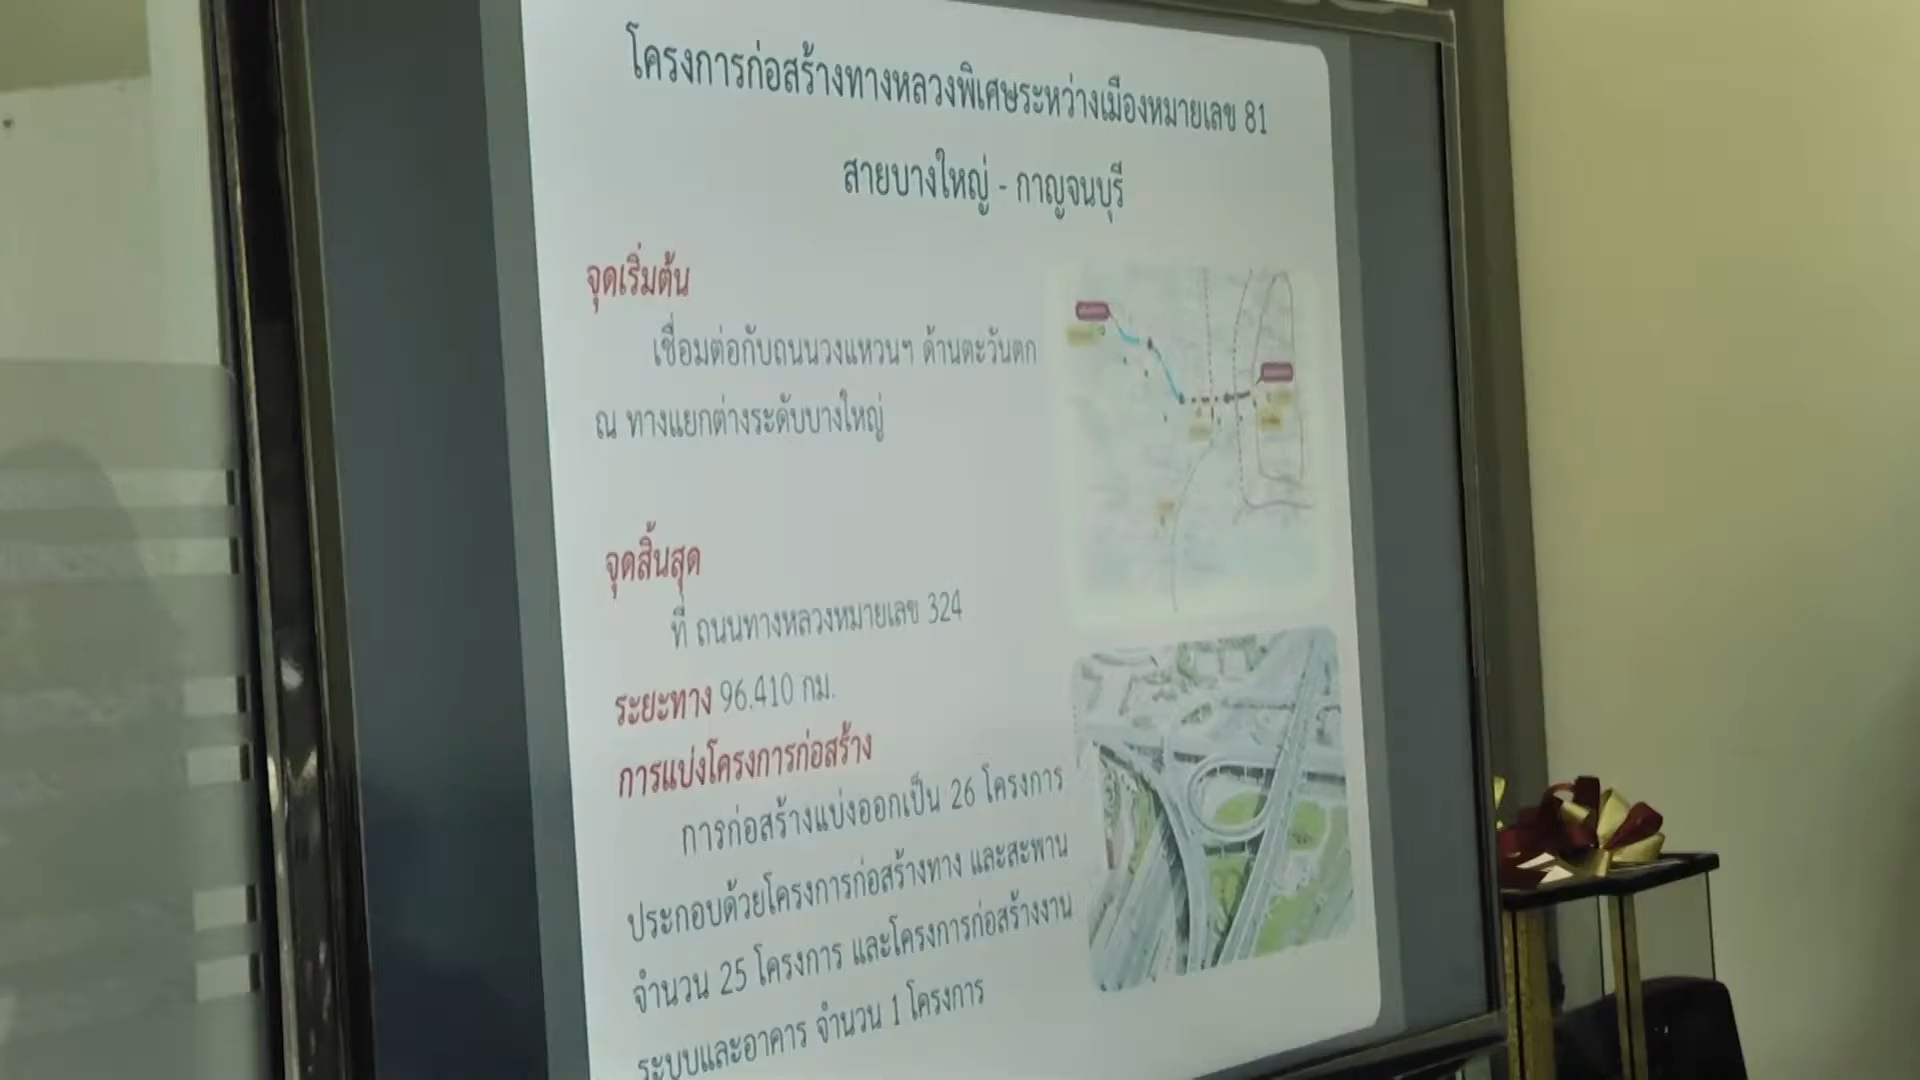 โครงการก่อสร้างทางหลวงพิเศษระหว่างเมืองหมายเลข 81
สายบางใหญ่ - กาญจนบุรี
จุดเริ่มต้น
เชื่อมต่อกับถนนวงแหวนฯ ด้านตะวันตก
ณ ทางแยกต่างระดับบางใหญ่
จุดสิ้นสุด
ที่ ถนนทางหลวงหมายเลข 324
ระยะทาง 96.410 กม.
การแบ่งโครงการก่อสร้าง
การก่อสร้างแบ่งออกเป็น 26 โครงการ
ประกอบด้วยโครงการก่อสร้างทาง และสะพาน
จำนวน 25 โครงการ และโครงการก่อสร้างงาน
ระบบและอาคาร จำนวน 1 โครงการ